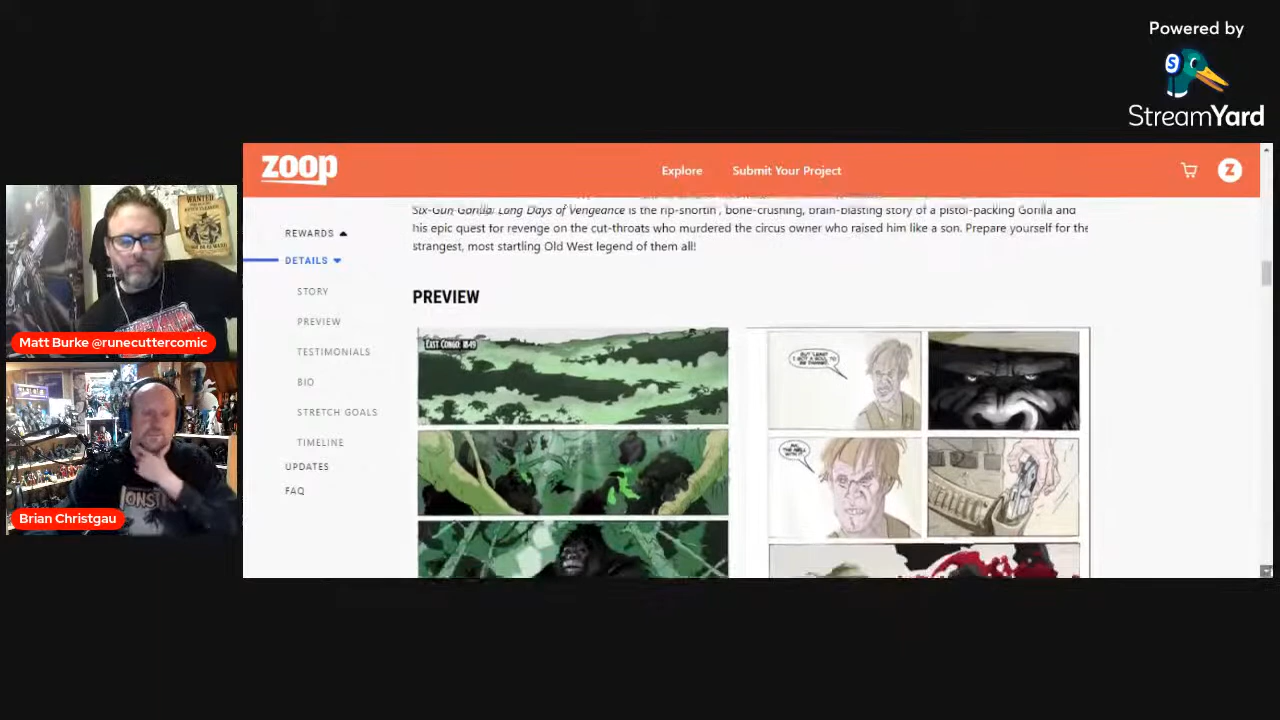 Powered by
StreamYard
zoop
Explore
Submit Your Project
Z
Six-Gun Gorilla: Long Days of Vengeance is the rip-snortin', bone-crushing, brain-blasting story of a pistol-packing Gorilla and
his epic quest for revenge on the cut-throats who murdered the circus owner who raised him like a son. Prepare yourself for the
strangest, most startling Old West legend of them all!
REWARDS
DETAILS
STORY
PREVIEW
TESTIMONIALS
BIO
STRETCH GOALS
TIMELINE
UPDATES
FAQ
PREVIEW
EAST CONGO: 1849
WANTED
Matt Burke @runecuttercomic
Brian Christgau